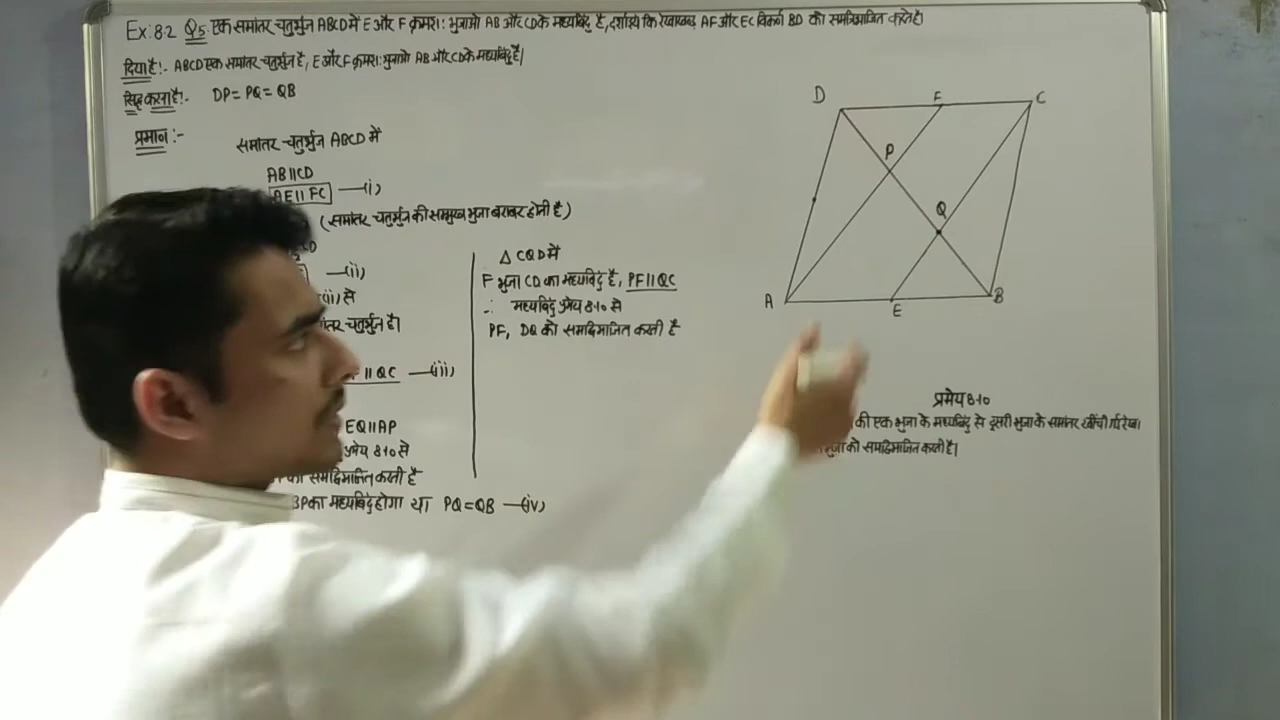 Ex:8.2 Q5. एक समांतर चतुर्भुज ABCD में E और F क्रमशः भुजाओं AB और CD के मध्यबिंदु है, दर्शाइये कि रेखाखण्ड AF और EC विकर्ण BD को समत्रिभाजित करते है।
दिया है:- ABCD एक समांतर चतुर्भुज है, E और F क्रमशः भुजाओ AB और CD के मध्यबिंदु है।
सिद्ध करना है:- DP = PQ = QB
प्रमान:-
समांतर चतुर्भुज ABCD में
AB||CD
AE||FC —(i)
(समांतर चतुर्भुज की सम्मुख भुजा बराबर होती है)
—(ii)
(ii) से
चतुर्भुज है।
|| QC —(iii)
EQ||AP
प्रमेय 8.10 से
को समद्विभाजित करती है
BP का मध्यबिंदु होगा या PQ=QB —(iv)
△CQD में
F भुजा CD का मध्यबिंदु है, PF||QC
∴ मध्यबिंदु प्रमेय 8.10 से
PF, DQ को समद्विभाजित करती है
D F C
P
Q
A E B
प्रमेय 8.10
की एक भुजा के मध्यबिंदु से दूसरी भुजा के समांतर खींची गई रेखा
भुजा को समद्विभाजित करती है।